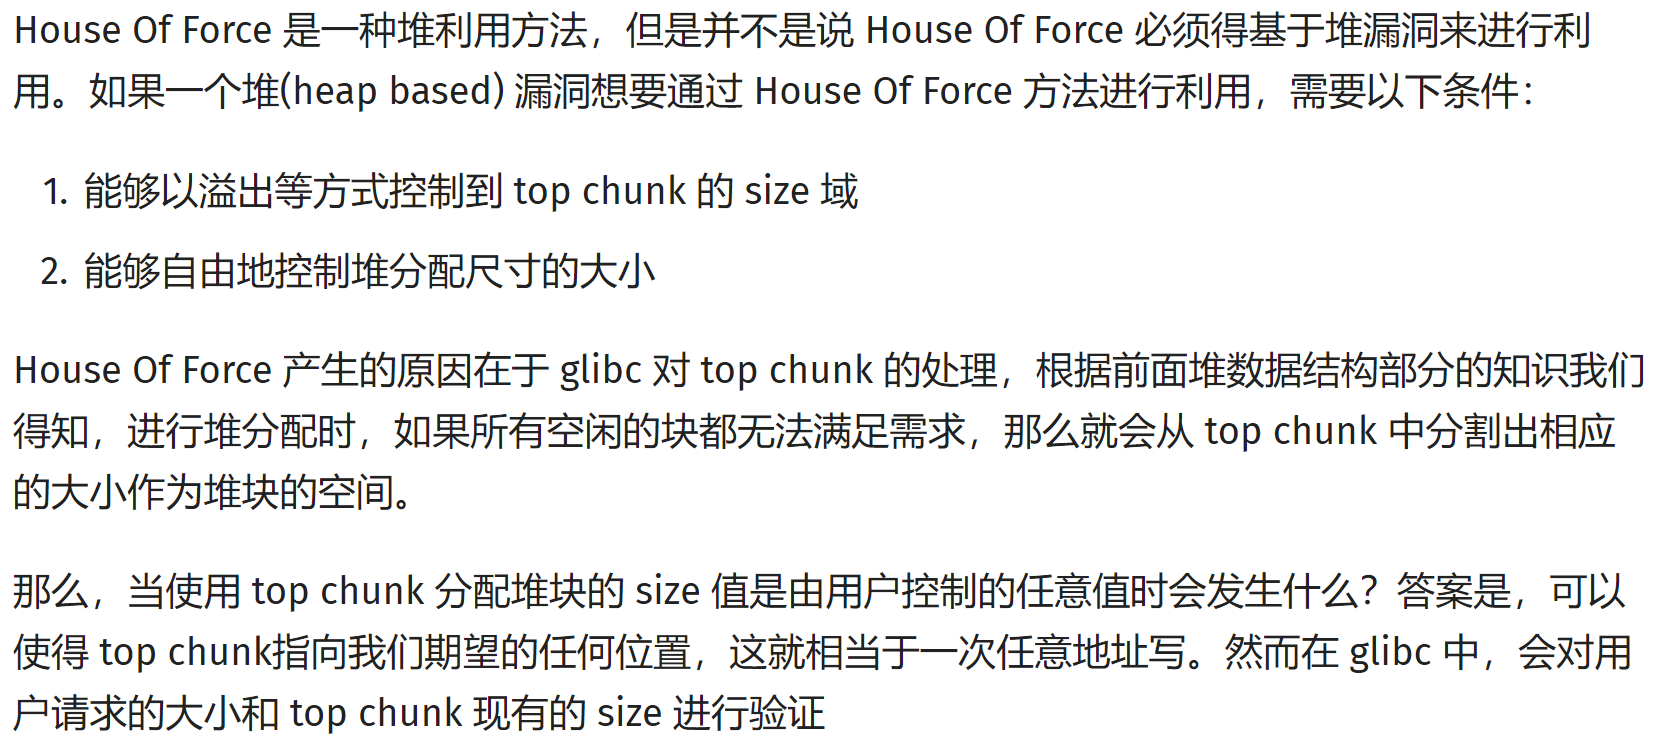 House Of Force 是一种堆利用方法，但是并不是说 House Of Force 必须得基于堆漏洞来进行利
用。如果一个堆(heap based) 漏洞想要通过 House Of Force 方法进行利用，需要以下条件：
1. 能够以溢出等方式控制到 top chunk 的 size 域
2. 能够自由地控制堆分配尺寸的大小
House Of Force 产生的原因在于 glibc 对 top chunk 的处理，根据前面堆数据结构部分的知识我们
得知，进行堆分配时，如果所有空闲的块都无法满足需求，那么就会从 top chunk 中分割出相应
的大小作为堆块的空间。
那么，当使用 top chunk 分配堆块的 size 值是由用户控制的任意值时会发生什么？答案是，可以
使得 top chunk指向我们期望的任何位置，这就相当于一次任意地址写。然而在 glibc 中，会对用
户请求的大小和 top chunk 现有的 size 进行验证